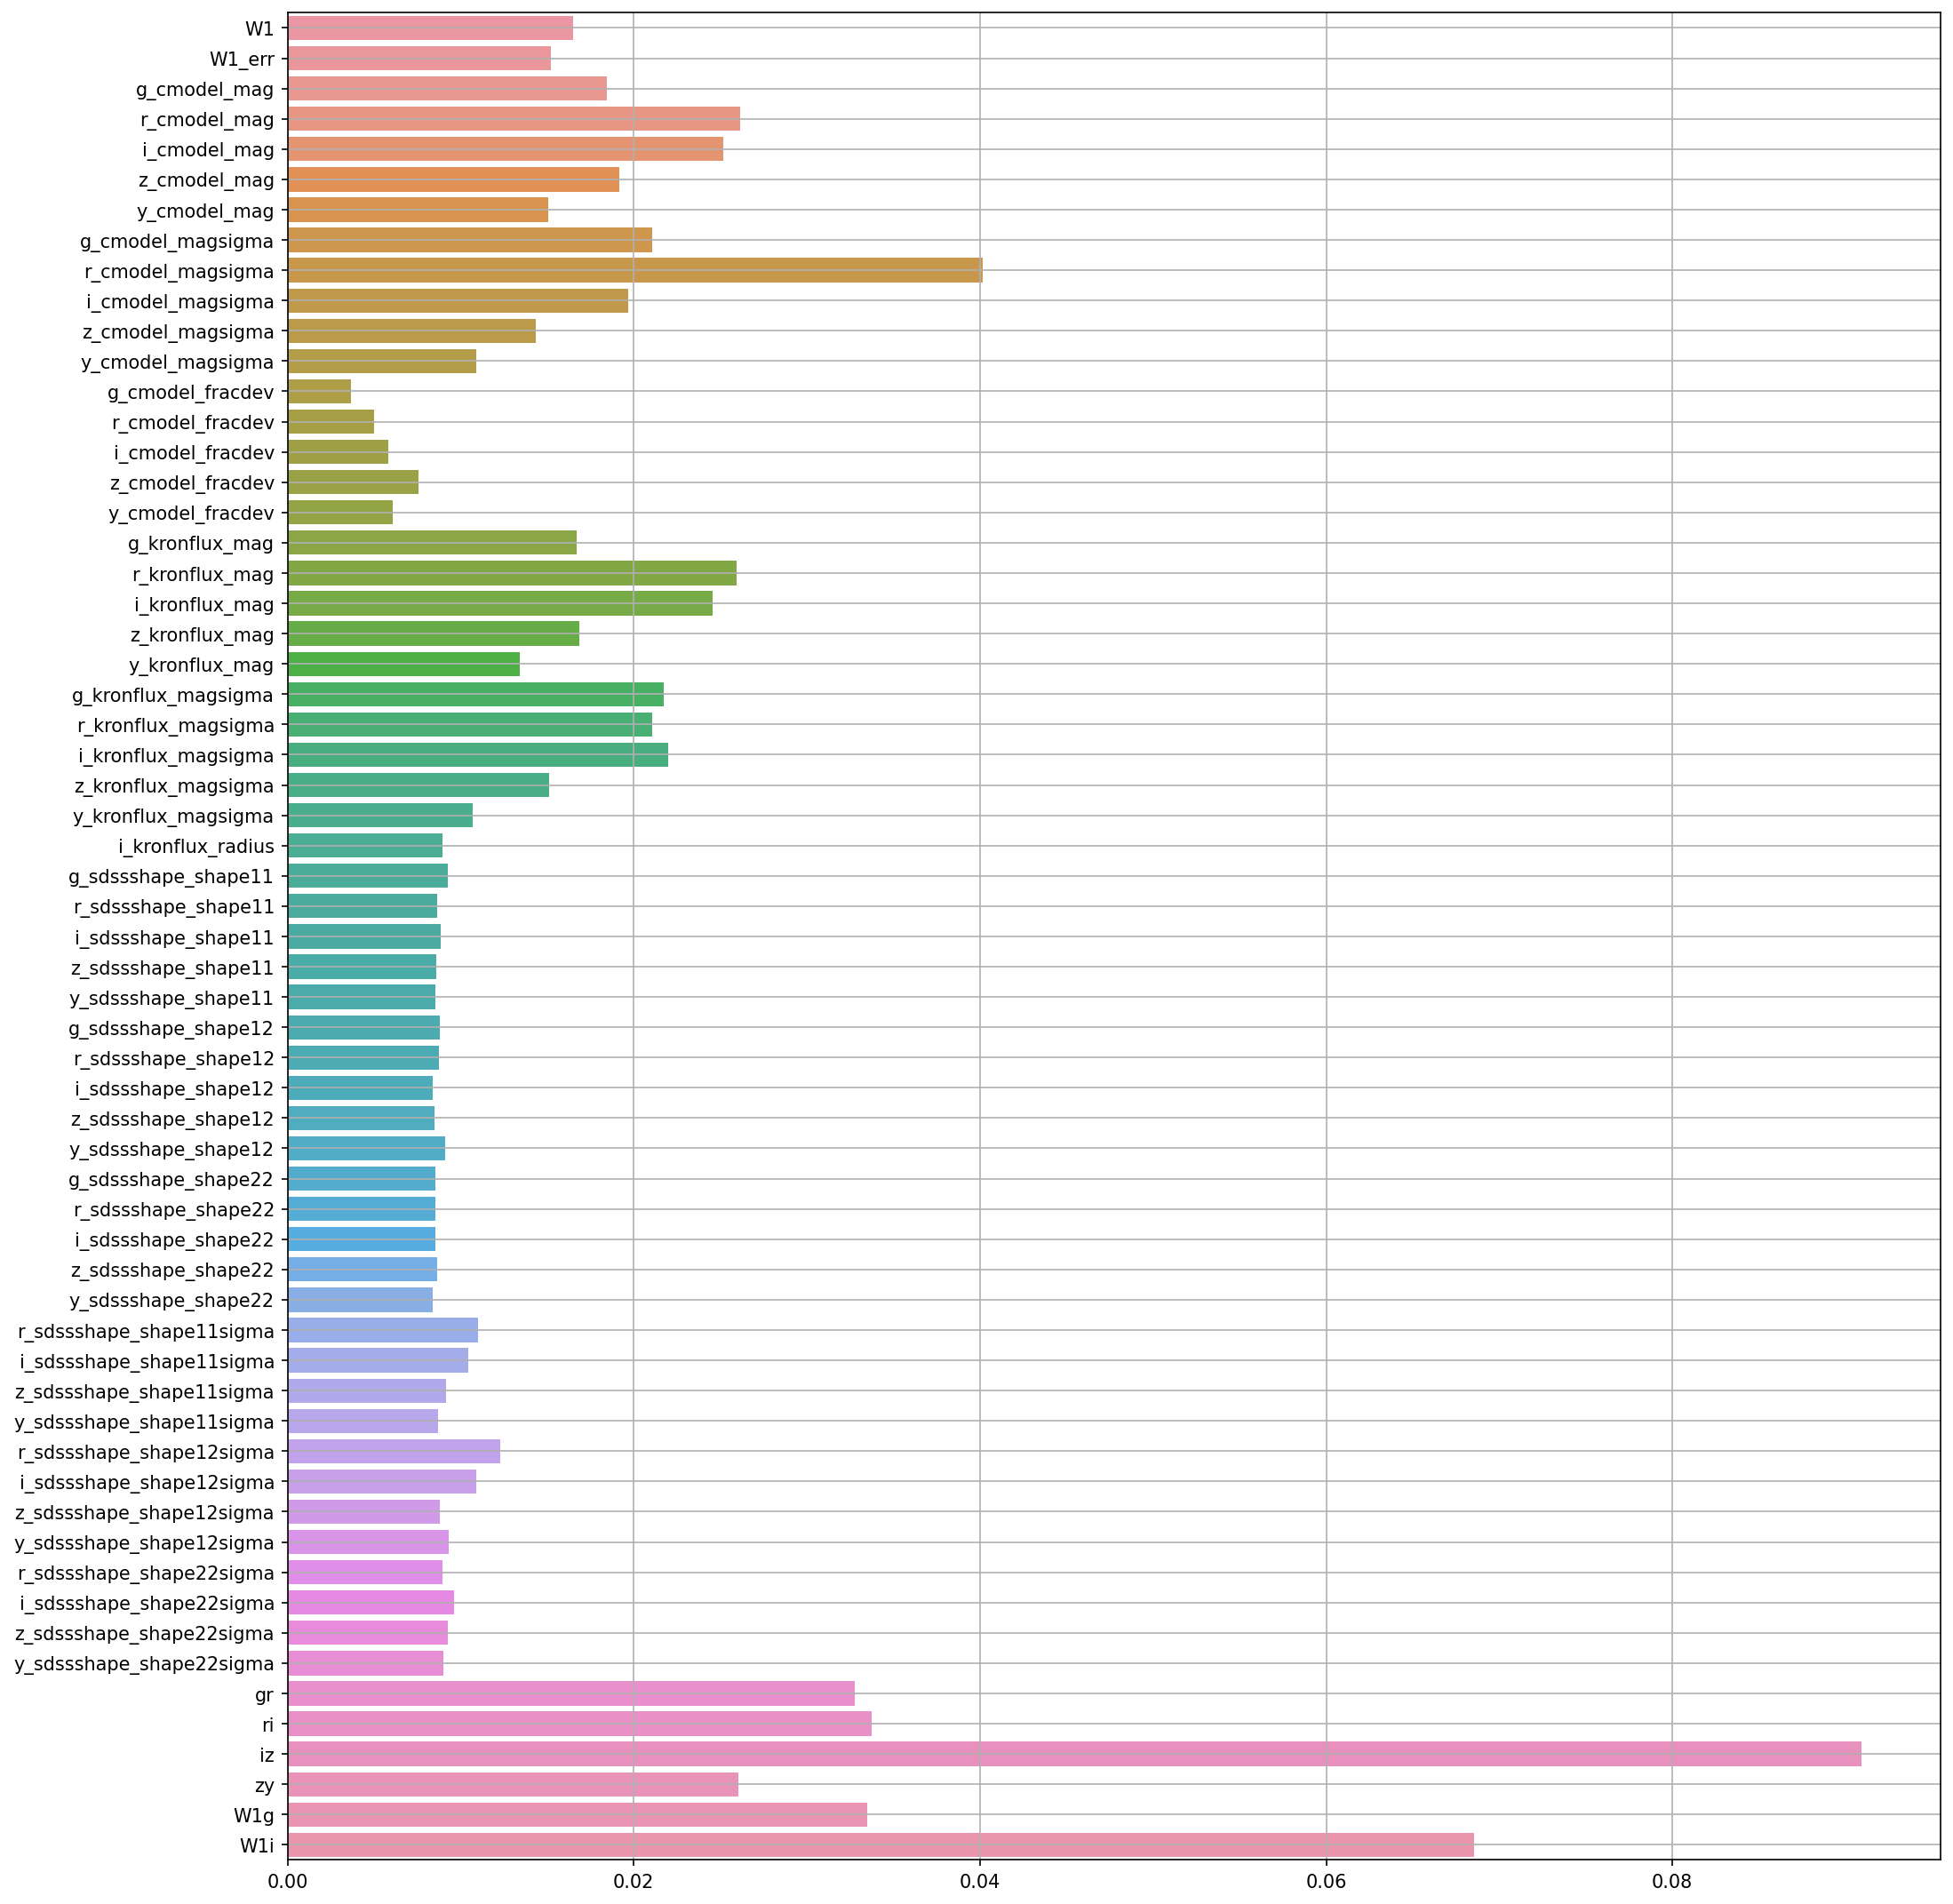 W1
W1_err
g_cmodel_mag
r_cmodel_mag
i_cmodel_mag
z_cmodel_mag
y_cmodel_mag
g_cmodel_magsigma
r_cmodel_magsigma
i_cmodel_magsigma
z_cmodel_magsigma
y_cmodel_magsigma
g_cmodel_fracdev
r_cmodel_fracdev
i_cmodel_fracdev
z_cmodel_fracdev
y_cmodel_fracdev
g_kronflux_mag
r_kronflux_mag
i_kronflux_mag
z_kronflux_mag
y_kronflux_mag
g_kronflux_magsigma
r_kronflux_magsigma
i_kronflux_magsigma
z_kronflux_magsigma
y_kronflux_magsigma
i_kronflux_radius
g_sdssshape_shape11
r_sdssshape_shape11
i_sdssshape_shape11
z_sdssshape_shape11
y_sdssshape_shape11
g_sdssshape_shape12
r_sdssshape_shape12
i_sdssshape_shape12
z_sdssshape_shape12
y_sdssshape_shape12
g_sdssshape_shape22
r_sdssshape_shape22
i_sdssshape_shape22
z_sdssshape_shape22
y_sdssshape_shape22
r_sdssshape_shape11sigma
i_sdssshape_shape11sigma
z_sdssshape_shape11sigma
y_sdssshape_shape11sigma
r_sdssshape_shape12sigma
i_sdssshape_shape12sigma
z_sdssshape_shape12sigma
y_sdssshape_shape12sigma
r_sdssshape_shape22sigma
i_sdssshape_shape22sigma
z_sdssshape_shape22sigma
y_sdssshape_shape22sigma
gr
ri
iz
zy
W1g
W1i
0.00 0.02 0.04 0.06 0.08